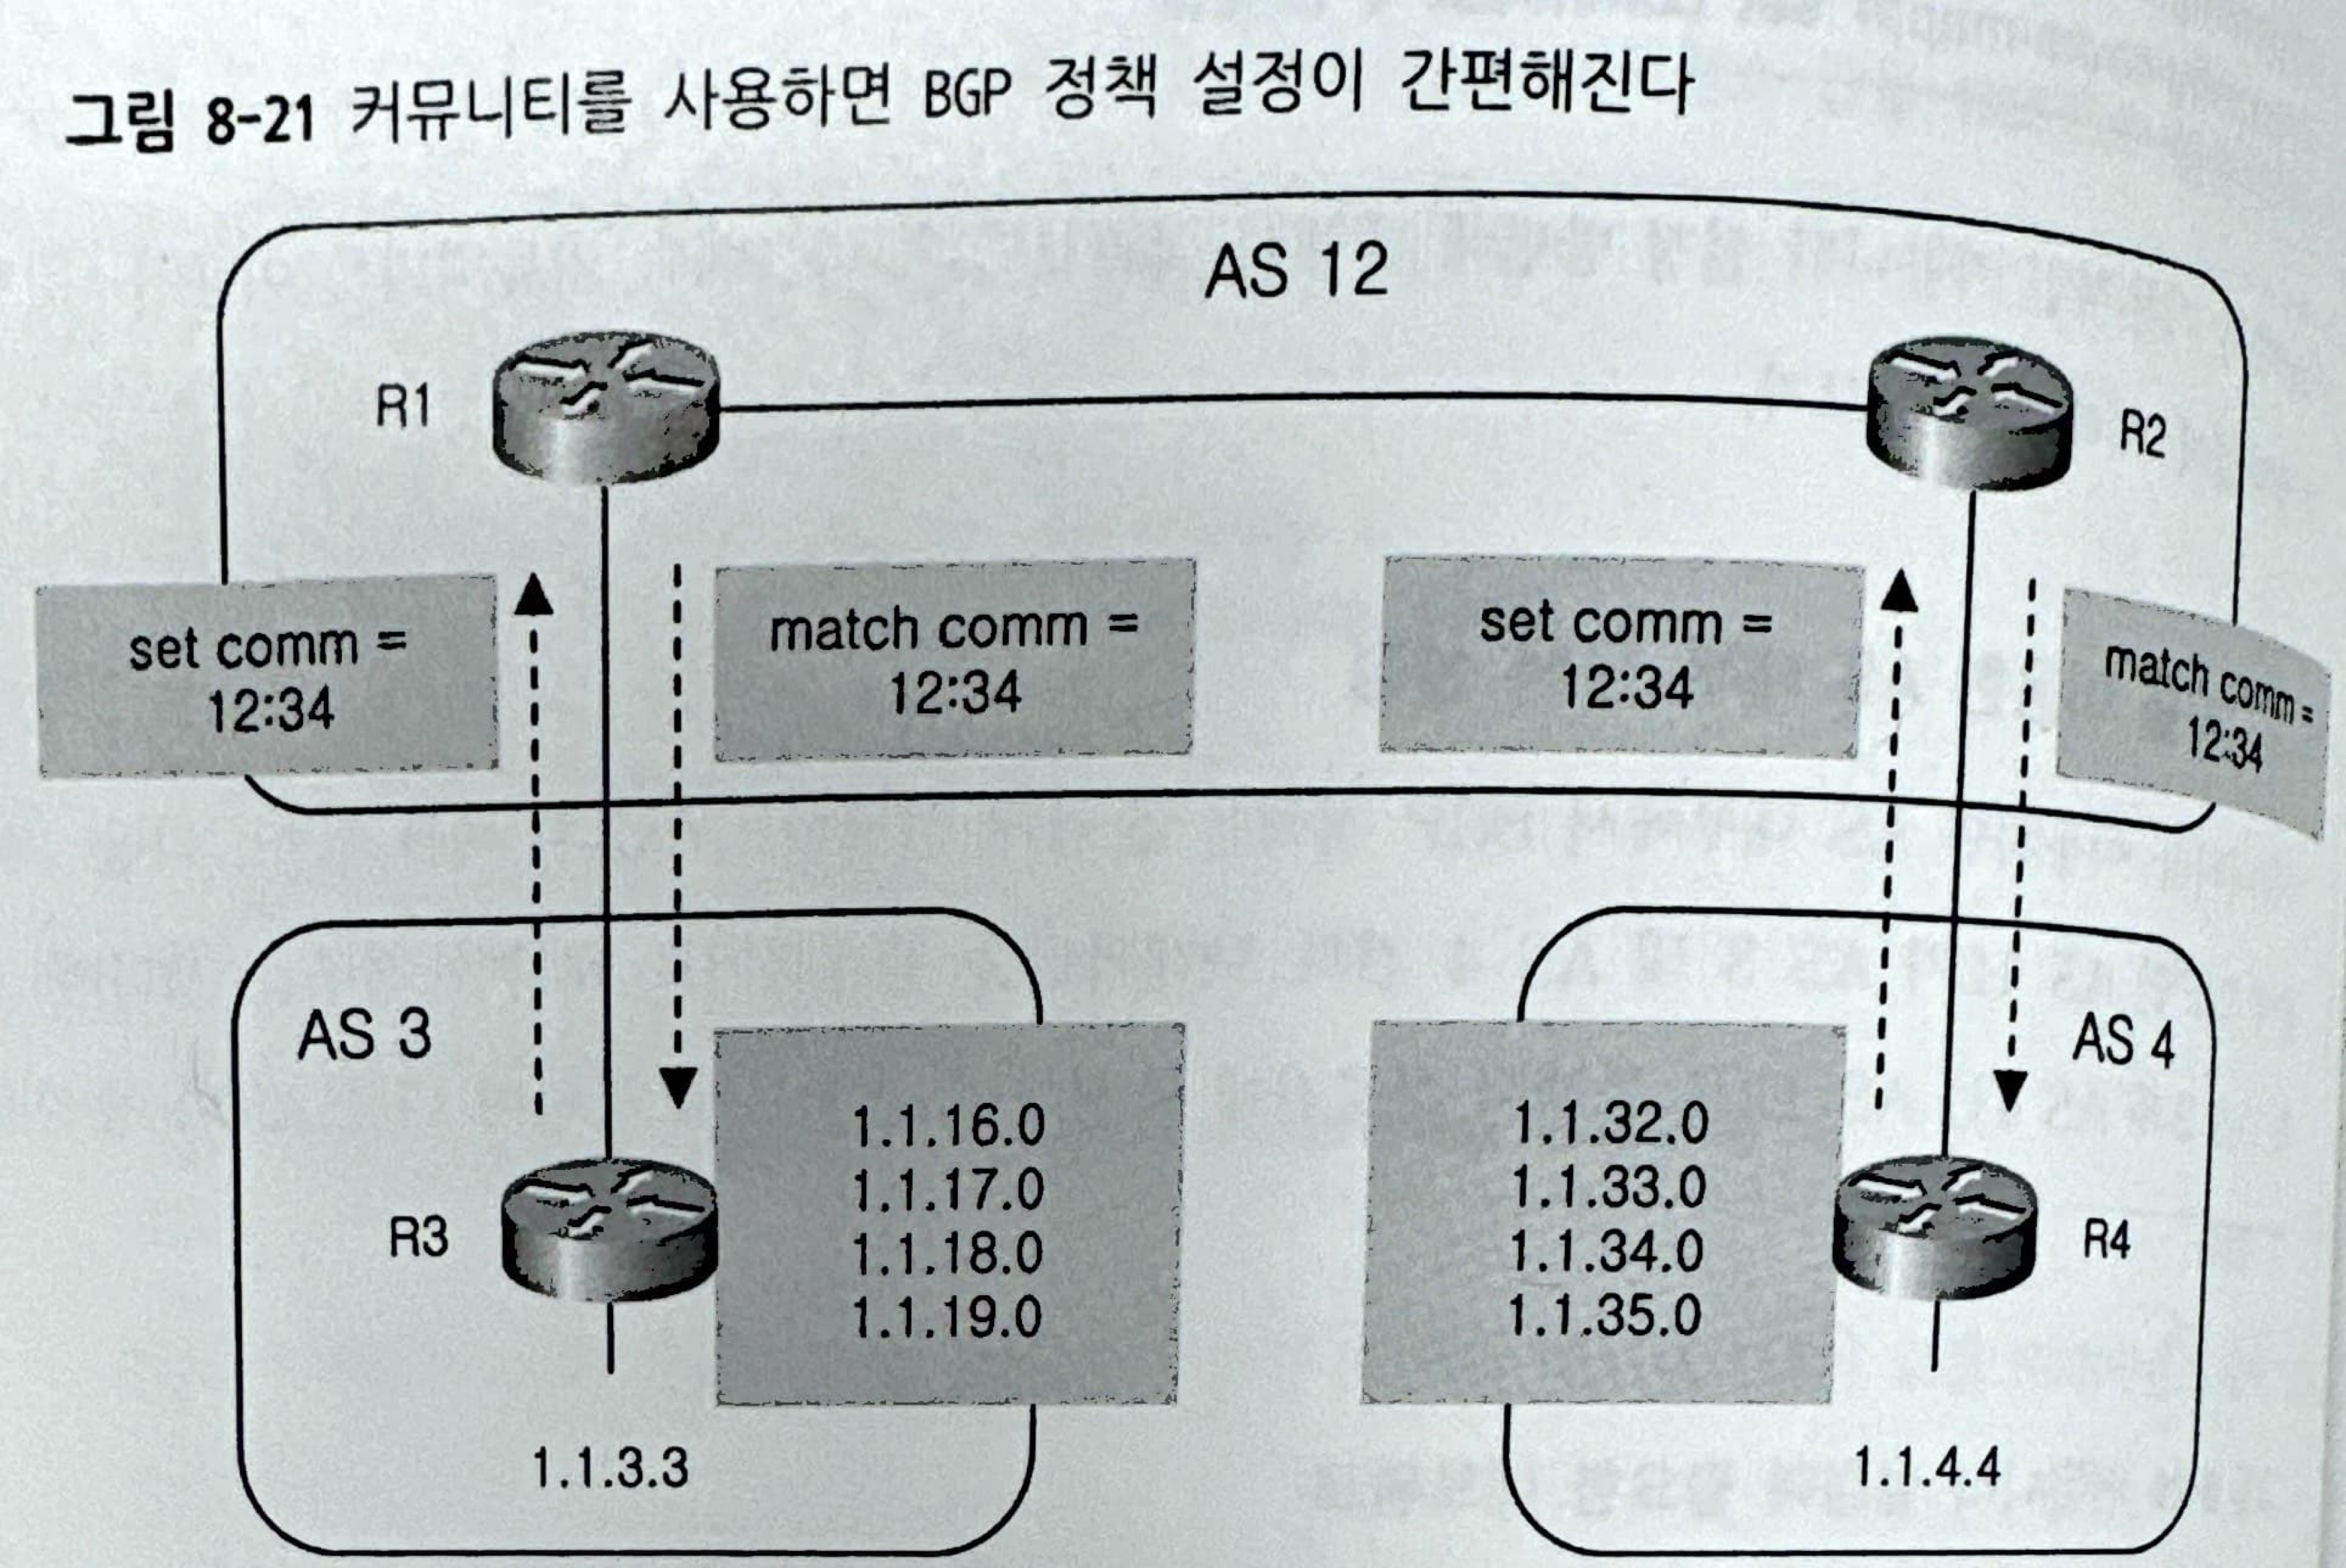 그림 8-21 커뮤니티를 사용하면 BGP 정책 설정이 간편해진다
AS 12
R1
R2
set comm =
12:34
match comm =
12:34
set comm =
12:34
match comm =
12:34
AS 3
AS 4
1.1.16.0
1.1.17.0
1.1.18.0
1.1.19.0
1.1.32.0
1.1.33.0
1.1.34.0
1.1.35.0
R3
R4
1.1.3.3
1.1.4.4